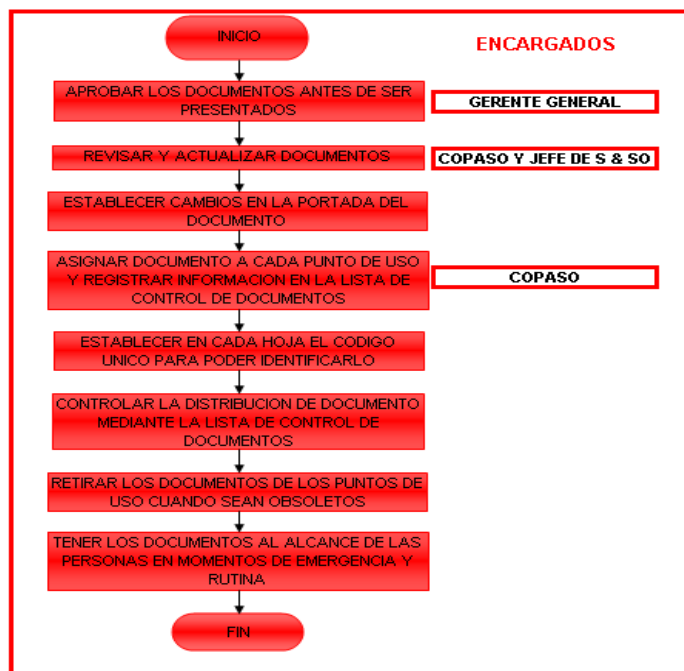 INICIO
ENCARGADOS
APROBAR LOS DOCUMENTOS ANTES DE SER
PRESENTADOS
GERENTE GENERAL
REVISAR Y ACTUALIZAR DOCUMENTOS
COPASO Y JEFE DE S & SO
ESTABLECER CAMBIOS EN LA PORTADA DEL
DOCUMENTO
ASIGNAR DOCUMENTO A CADA PUNTO DE USO
Y REGISTRAR INFORMACION EN LA LISTA DE
CONTROL DE DOCUMENTOS
COPASO
ESTABLECER EN CADA HOJA EL CODIGO
UNICO PARA PODER IDENTIFICARLO
CONTROLAR LA DISTRIBUCION DE DOCUMENTO
MEDIANTE LA LISTA DE CONTROL DE
DOCUMENTOS
RETIRAR LOS DOCUMENTOS DE LOS PUNTOS DE
USO CUANDO SEAN OBSOLETOS
TENER LOS DOCUMENTOS AL ALCANCE DE LAS
PERSONAS EN MOMENTOS DE EMERGENCIA Y
RUTINA
FIN